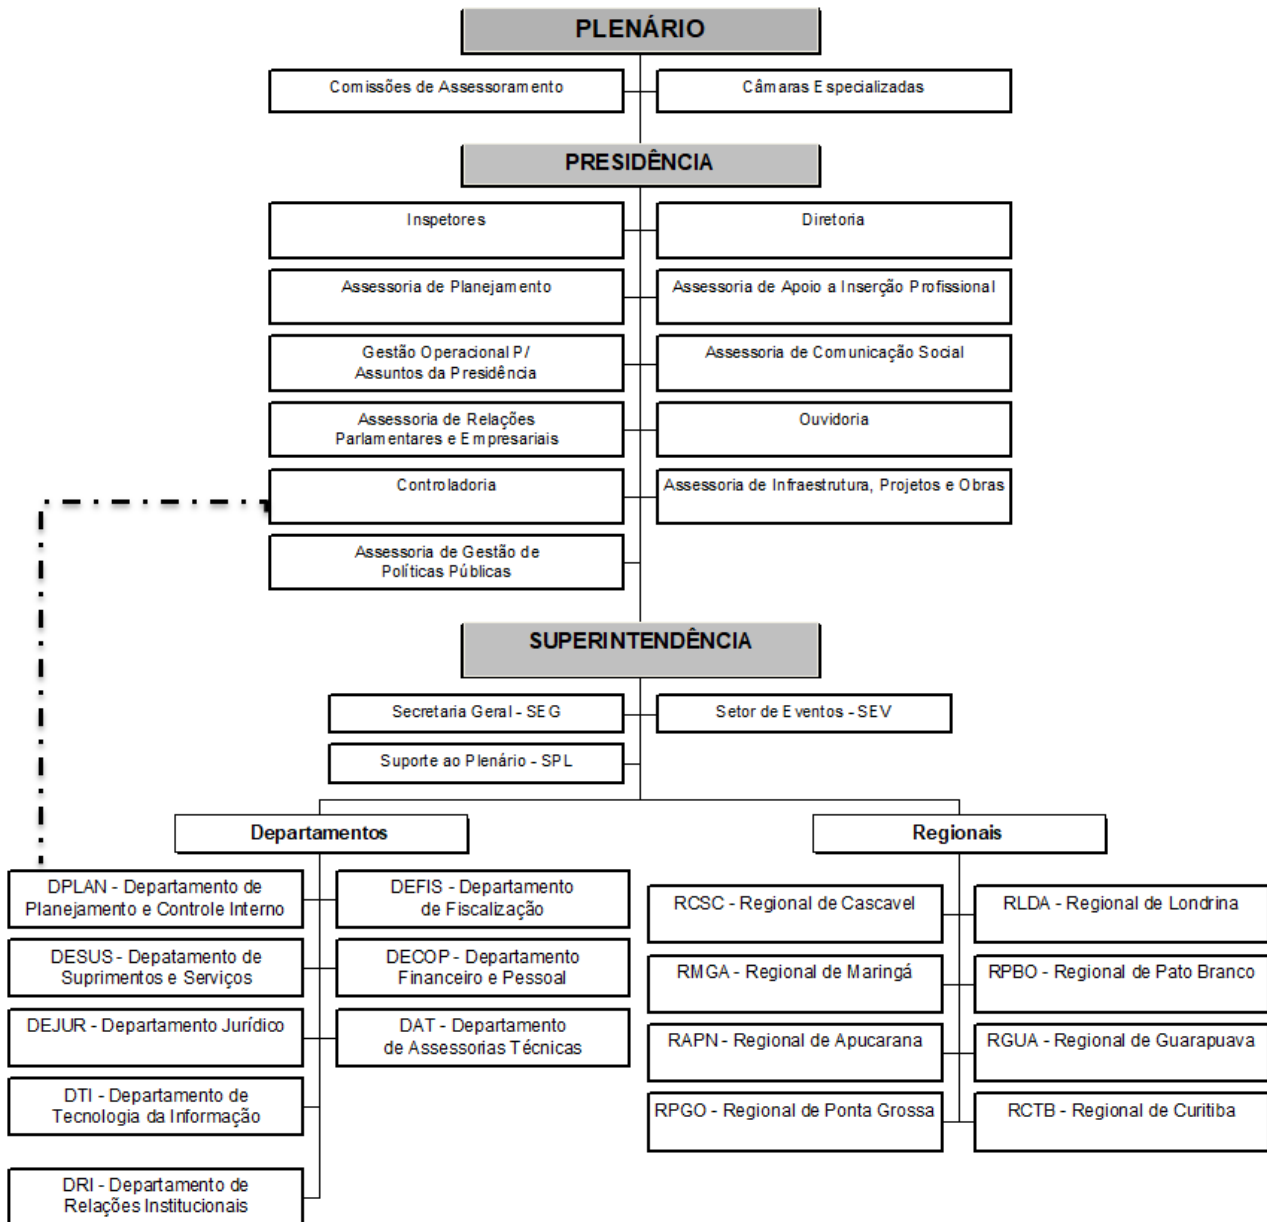 PLENÁRIO
Comissões de Assessoramento
Câmaras Especializadas
PRESIDÊNCIA
Inspetores
Diretoria
Assessoria de Planejamento
Assessoria de Apoio a Inserção Profissional
Gestão Operacional P/
Assuntos da Presidência
Assessoria de Comunicação Social
Assessoria de Relações
Parlamentares e Empresariais
Ouvidoria
Controladoria
Assessoria de Infraestrutura, Projetos e Obras
Assessoria de Gestão de
Políticas Públicas
SUPERINTENDÊNCIA
Secretaria Geral - SEG
Setor de Eventos - SEV
Suporte ao Plenário - SPL
Departamentos
DPLAN - Departamento de
Planejamento e Controle Interno
DEFIS - Departamento
de Fiscalização
DESUS - Depatamento de
Suprimentos e Serviços
DECOP - Departamento
Financeiro e Pessoal
DEJUR - Departamento Jurídico
DAT - Departamento
de Assessorias Técnicas
DTI - Departamento de
Tecnologia da Informação
DRI - Departamento de
Relações Institucionais
Regionais
RCSC - Regional de Cascavel
RLDA - Regional de Londrina
RMGA - Regional de Maringá
RPBO - Regional de Pato Branco
RAPN - Regional de Apucarana
RGUA - Regional de Guarapuava
RPGO - Regional de Ponta Grossa
RCTB - Regional de Curitiba